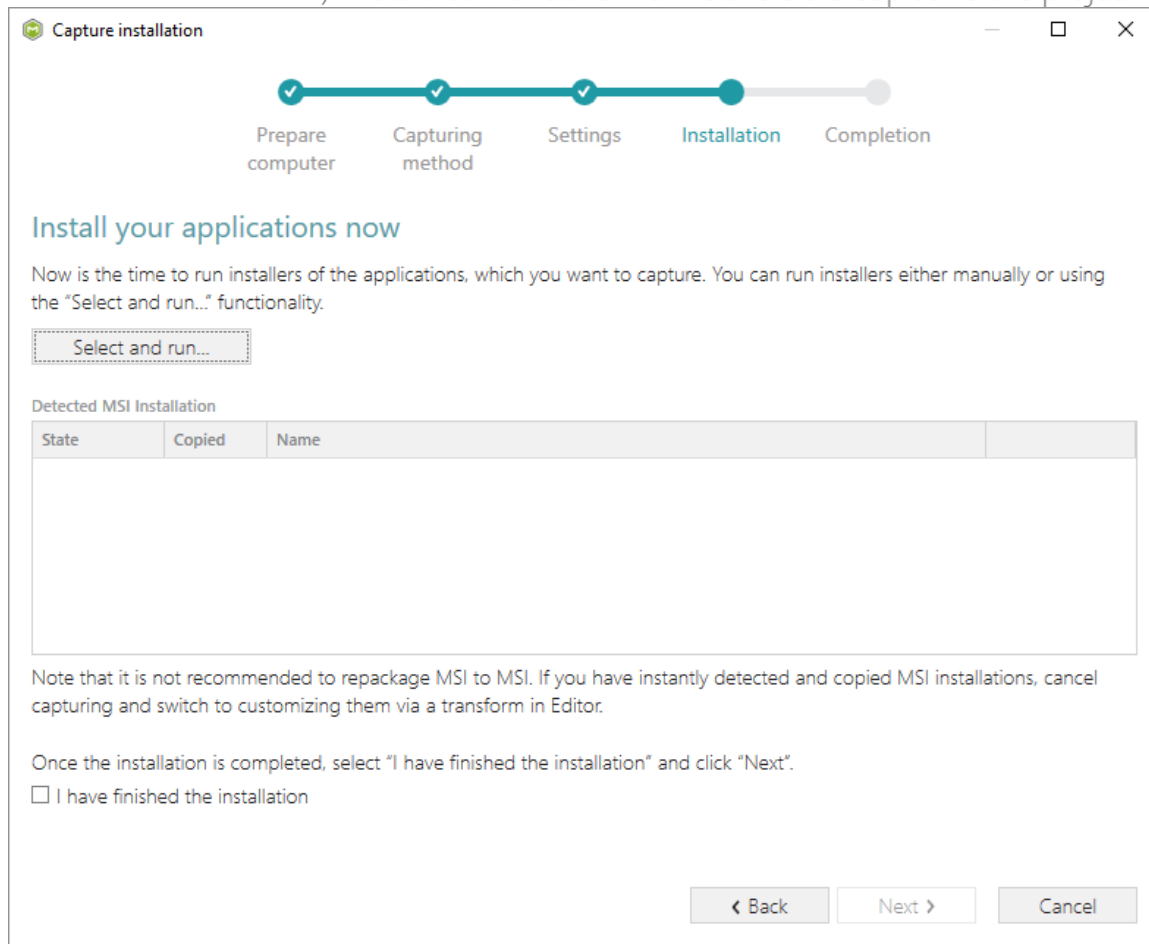 Capture installation
Prepare computer
Capturing method
Settings
Installation
Completion
Install your applications now
Now is the time to run installers of the applications, which you want to capture. You can run installers either manually or using
the “Select and run...” functionality.
Select and run...
Detected MSI Installation
State Copied Name
Note that it is not recommended to repackage MSI to MSI. If you have instantly detected and copied MSI installations, cancel
capturing and switch to customizing them via a transform in Editor.
Once the installation is completed, select “I have finished the installation” and click “Next”.
I have finished the installation
Back Next Cancel